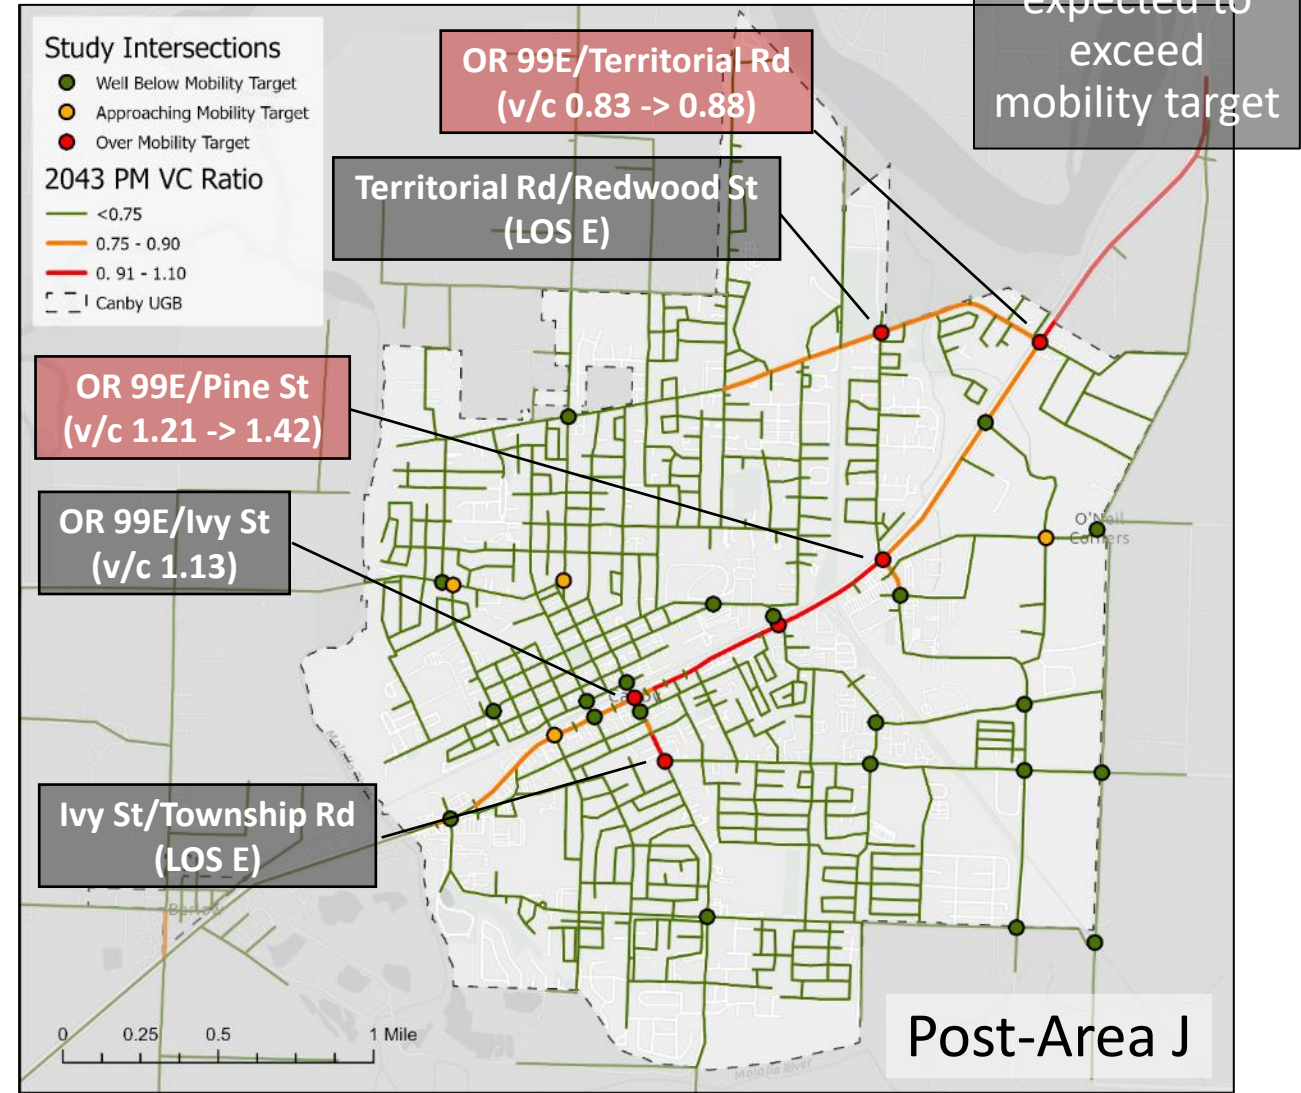 expected to
exceed
mobility target
Study Intersections
Well Below Mobility Target
Approaching Mobility Target
Over Mobility Target
2043 PM VC Ratio
<0.75
0.75 - 0.90
0. 91 - 1.10
Canby UGB
OR 99E/Territorial Rd
(v/c 0.83 -> 0.88)
Territorial Rd/Redwood St
(LOS E)
OR 99E/Pine St
(v/c 1.21 -> 1.42)
OR 99E/Ivy St
(v/c 1.13)
O'Neil
Corners
Canby
Ivy St/Township Rd
(LOS E)
Barlow
0 0.25 0.5 1 Mile
Post-Area J
Molalla River